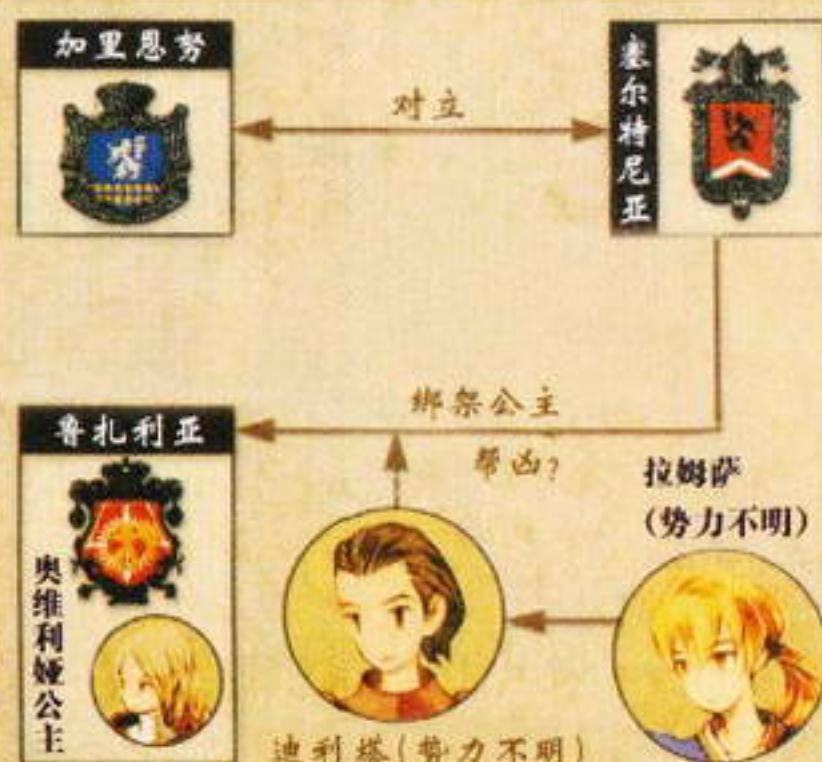 加里恩努
对立
塞尔特尼亚
绑架公主
帮凶?
鲁扎利亚
奥维利娅公主
拉姆萨
(势力不明)
迪利塔(势力不明)